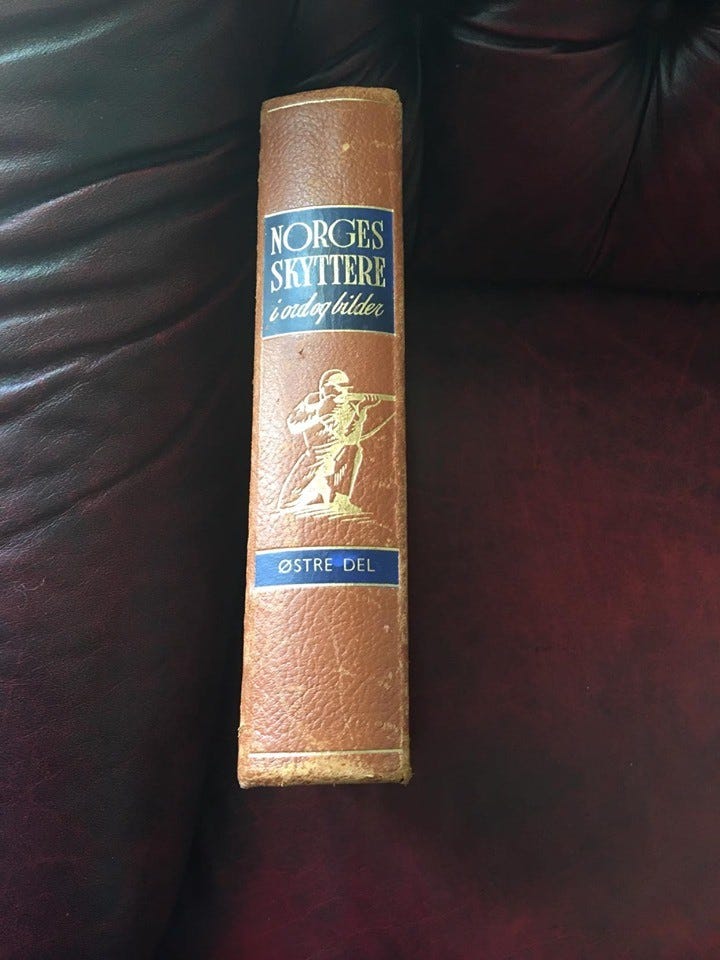 NORGES
SKYTTERE
i ord og bilder
ØSTRE DEL